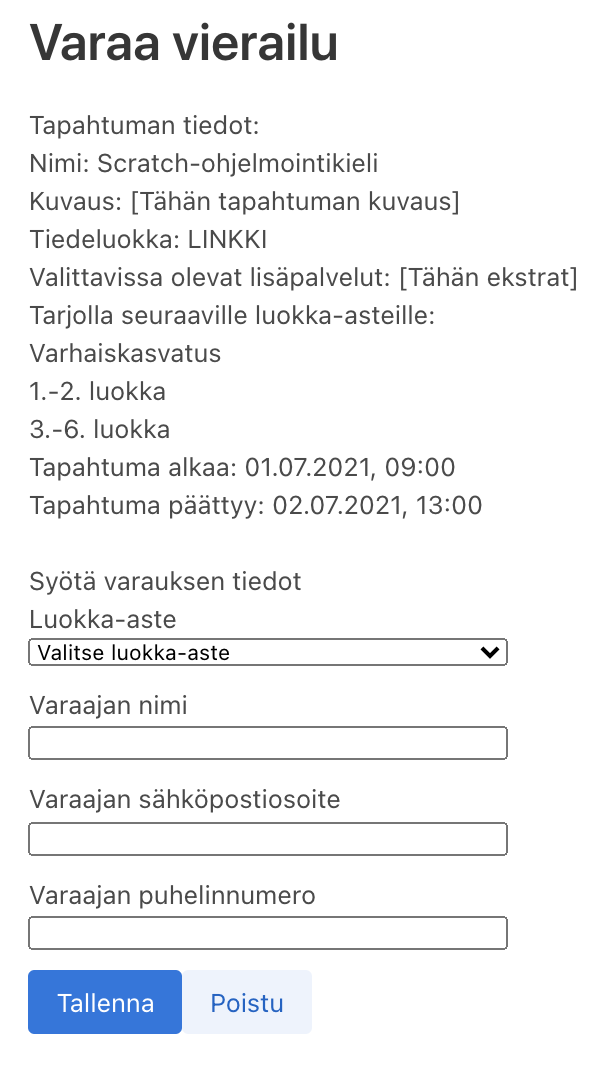 Varaa vierailu
Tapahtuman tiedot:
Nimi: Scratch-ohjelmointikieli
Kuvaus: [Tähän tapahtuman kuvaus]
Tiedeluokka: LINKKI
Valittavissa olevat lisäpalvelut: [Tähän ekstrat]
Tarjolla seuraaville luokka-asteille:
Varhaiskasvatus
1.-2. luokka
3.-6. luokka
Tapahtuma alkaa: 01.07.2021, 09:00
Tapahtuma päättyy: 02.07.2021, 13:00
Syötä varauksen tiedot
Luokka-aste
Valitse luokka-aste
Varaajan nimi
Varaajan sähköpostiosoite
Varaajan puhelinnumero
Tallenna Poistu